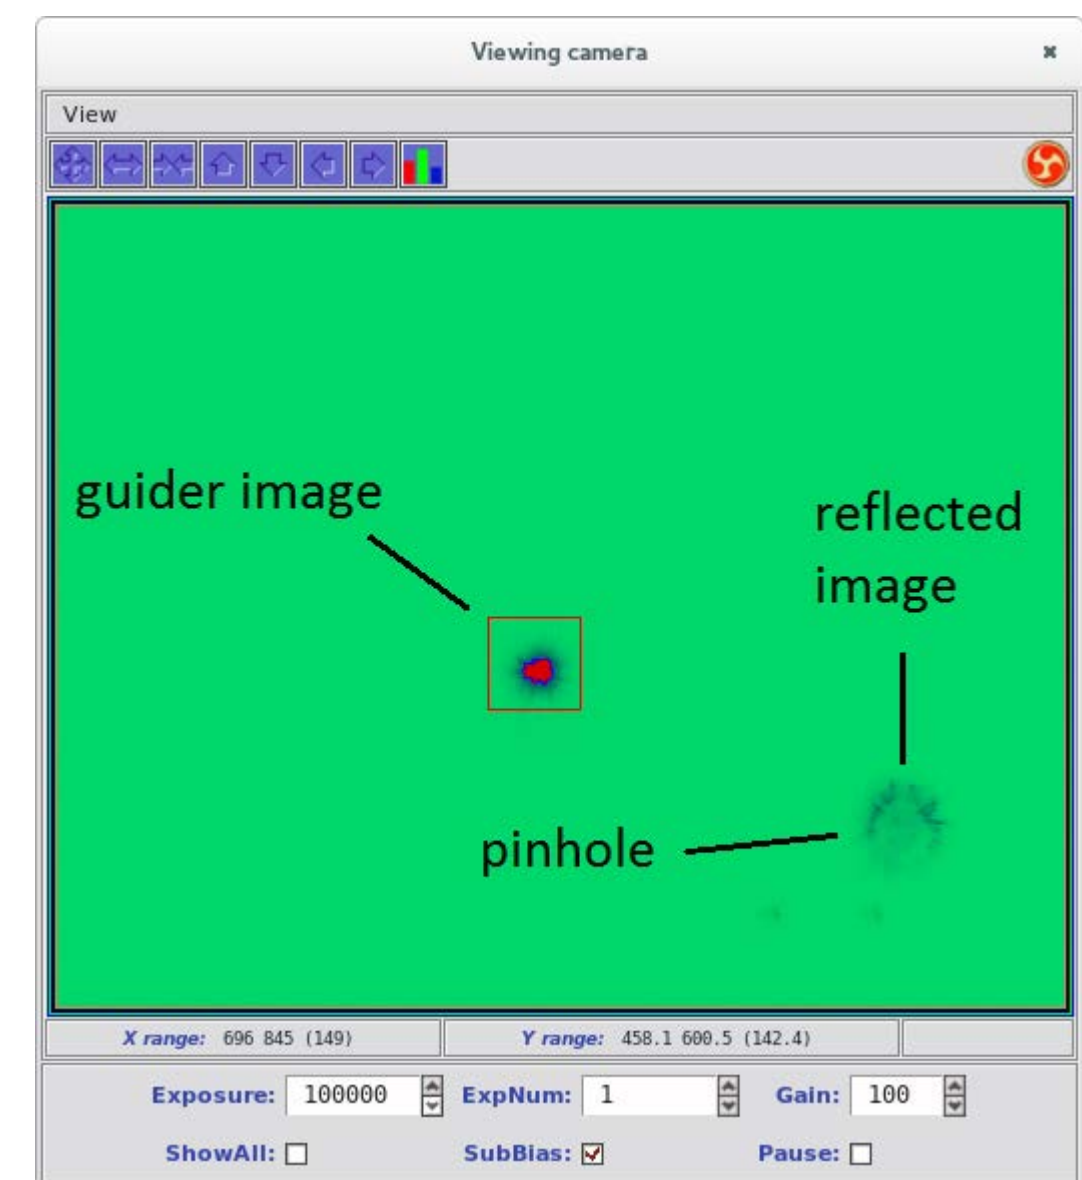 Viewing camera
View
guider image
reflected
image
pinhole
X range: 696 845 (149) Y range: 458.1 600.5 (142.4)
Exposure: 100000 ExpNum: 1 Gain: 100
ShowAll: SubBias: Pause: